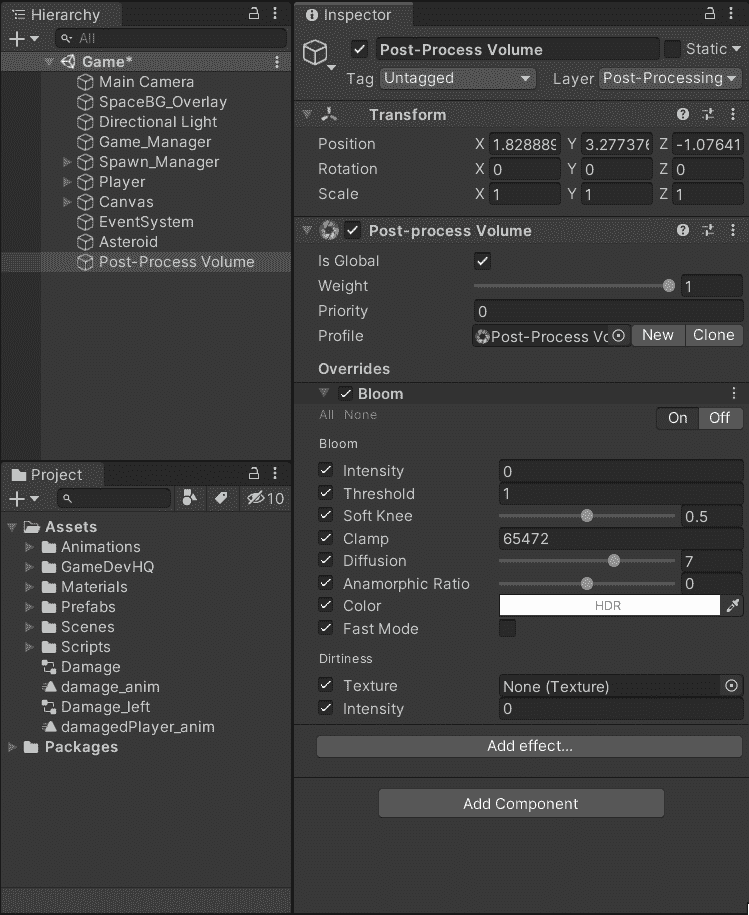 Hierarchy
All
Game*
Main Camera
SpaceBG_Overlay
Directional Light
Game_Manager
Spawn_Manager
Player
Canvas
EventSystem
Asteroid
Post-Process Volume
Project
10
Assets
Animations
GameDevHQ
Materials
Prefabs
Scenes
Scripts
Damage
damage_anim
Damage_left
damagedPlayer_anim
Packages
Inspector
Post-Process Volume Static
Tag Untagged Layer Post-Processing
Transform
Position X 1.828889 Y 3.277376 Z -1.07641
Rotation X 0 Y 0 Z 0
Scale X 1 Y 1 Z 1
Post-process Volume
Is Global
Weight 1
Priority 0
Profile Post-Process Vo New Clone
Overrides
Bloom
All None On Off
Bloom
Intensity 0
Threshold 1
Soft Knee 0.5
Clamp 65472
Diffusion 7
Anamorphic Ratio 0
Color HDR
Fast Mode
Dirtiness
Texture None (Texture)
Intensity 0
Add effect...
Add Component